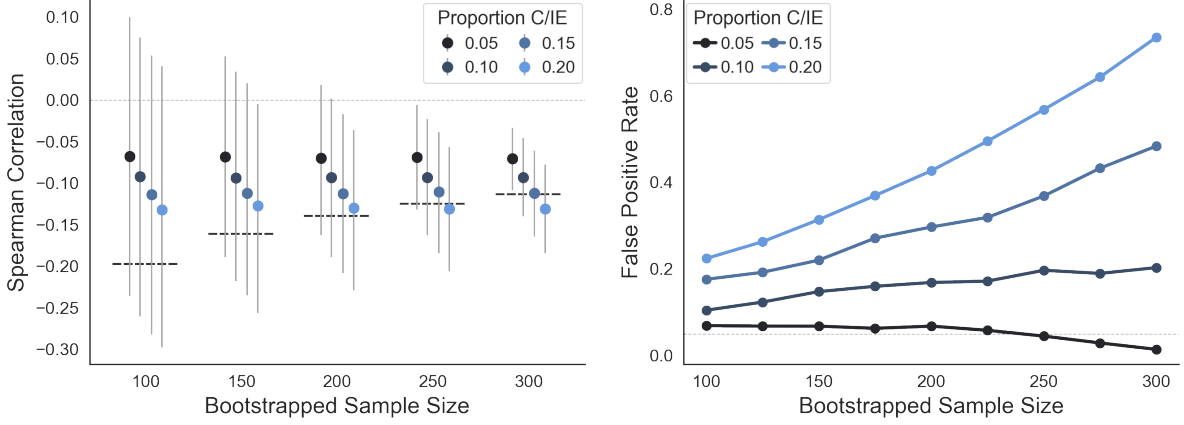 Spearman Correlation
0.10
0.05
0.00
−0.05
−0.10
−0.15
−0.20
−0.25
−0.30
Proportion C/IE
0.05 0.15
0.10 0.20
100 150 200 250 300
Bootstrapped Sample Size
False Positive Rate
0.8
0.6
0.4
0.2
0.0
Proportion C/IE
0.05 0.15
0.10 0.20
100 150 200 250 300
Bootstrapped Sample Size